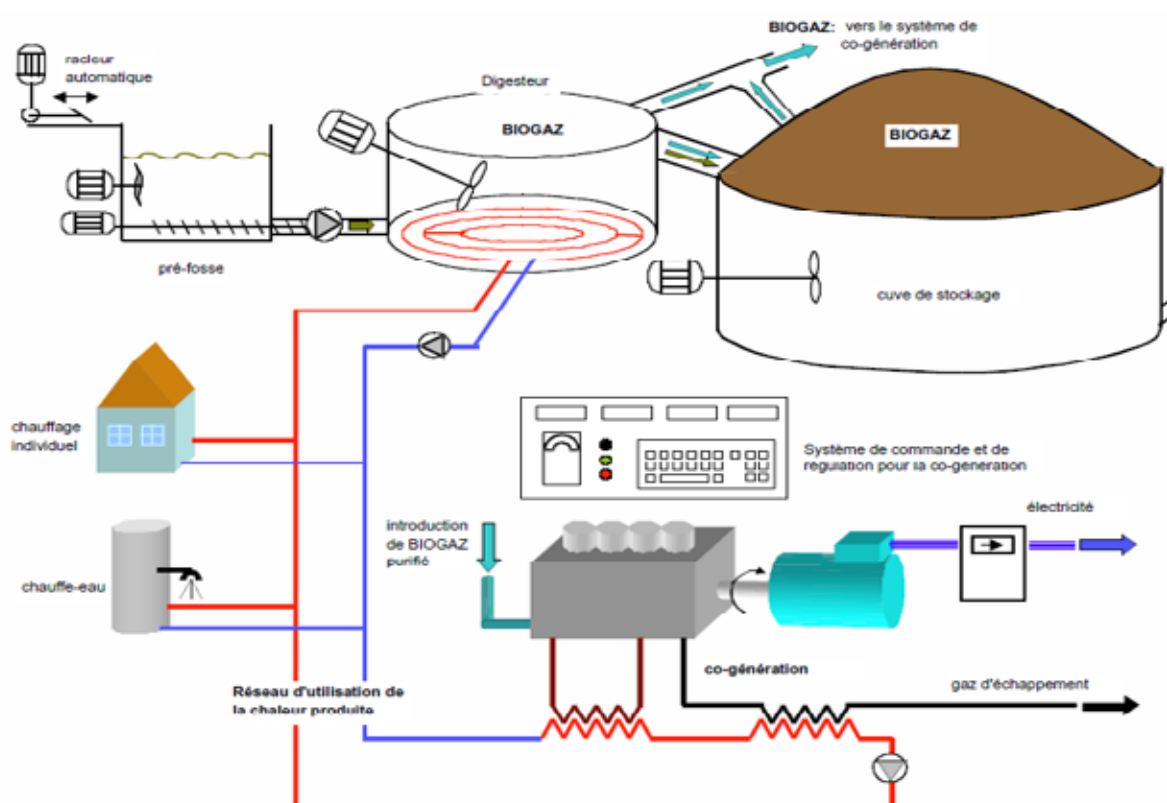 BIOGAZ: vers le système de
co-génération
racleur
automatique
Digesteur
BIOGAZ
BIOGAZ
pré-fosse
cuve de stockage
chauffage
individuel
Système de commande et de
régulation pour la co-génération
électricité
introduction
de BIOGAZ
purifié
chauffe-eau
co-génération
gaz d'échappement
Réseau d'utilisation de
la chaleur produite